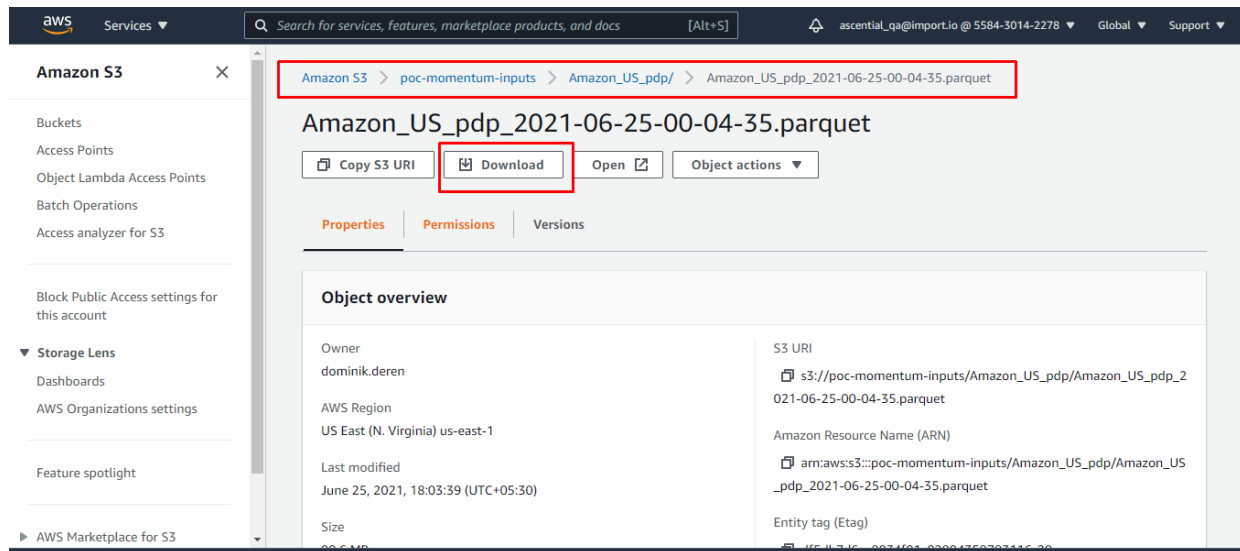 aws Services ▼ Search for services, features, marketplace products, and docs [Alt+S] ascential_qa@import.io @ 5584-3014-2278 ▼ Global ▼ Support ▼
Amazon S3 ×
Buckets
Access Points
Object Lambda Access Points
Batch Operations
Access analyzer for S3
Block Public Access settings for
this account
▼ Storage Lens
Dashboards
AWS Organizations settings
Feature spotlight
▶ AWS Marketplace for S3
Amazon S3 > poc-momentum-inputs > Amazon_US_pdp/ > Amazon_US_pdp_2021-06-25-00-04-35.parquet
Amazon_US_pdp_2021-06-25-00-04-35.parquet
Copy S3 URI Download Open Object actions ▼
Properties Permissions Versions
Object overview
Owner
dominik.deren
AWS Region
US East (N. Virginia) us-east-1
Last modified
June 25, 2021, 18:03:39 (UTC+05:30)
Size
S3 URI
s3://poc-momentum-inputs/Amazon_US_pdp/Amazon_US_pdp_2
021-06-25-00-04-35.parquet
Amazon Resource Name (ARN)
arn:aws:s3:::poc-momentum-inputs/Amazon_US_pdp/Amazon_US
_pdp_2021-06-25-00-04-35.parquet
Entity tag (Etag)